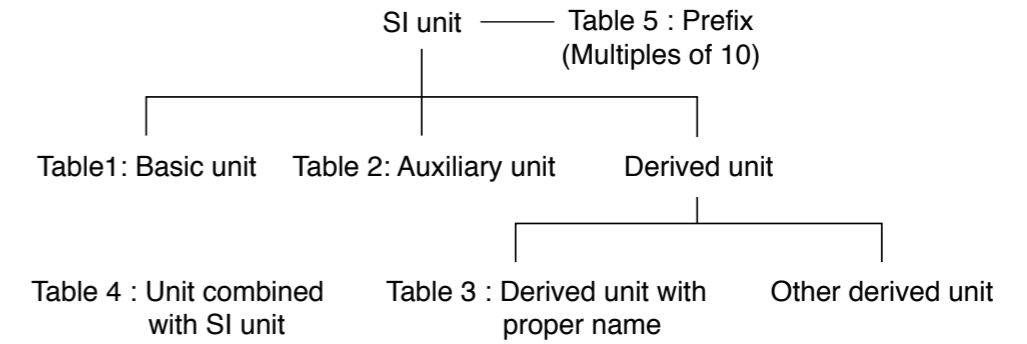 SI unit
Table 5 : Prefix
(Multiples of 10)
Table1: Basic unit
Table 2: Auxiliary unit
Derived unit
Table 4 : Unit combined
with SI unit
Table 3 : Derived unit with
proper name
Other derived unit